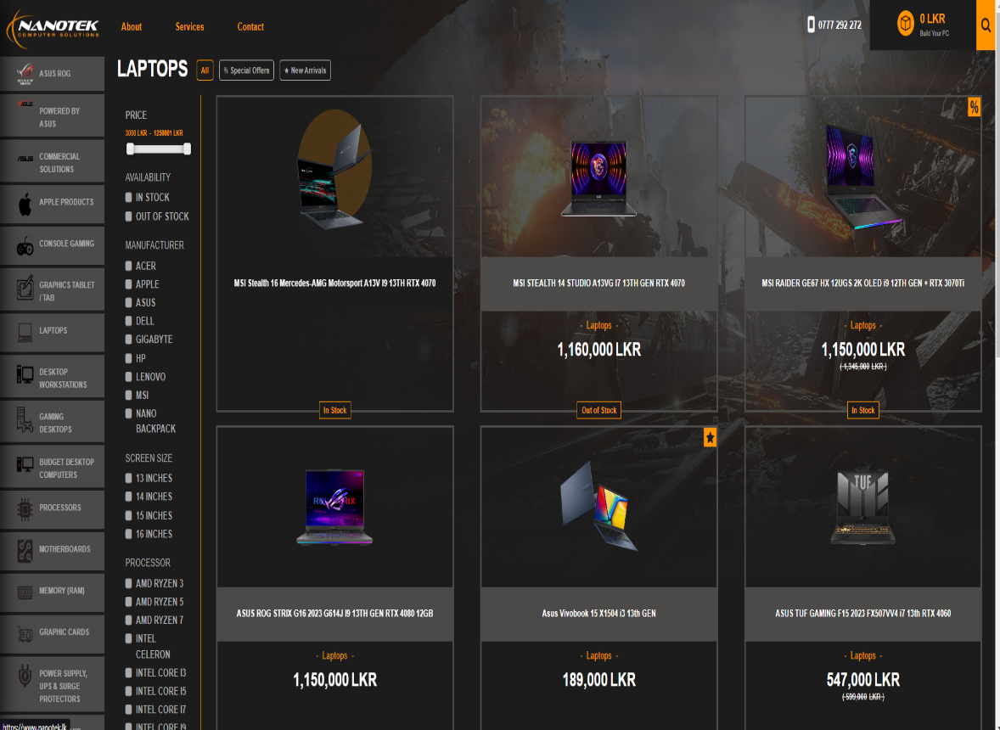 NANOTEK
COMPUTER SOLUTIONS
About
Services
Contact
0777 292 272
0 LKR
Build Your PC
ASUS ROG
POWERED BY
ASUS
COMMERCIAL
SOLUTIONS
APPLE PRODUCTS
CONSOLE GAMING
GRAPHICS TABLET
/ TAB
LAPTOPS
DESKTOP
WORKSTATIONS
GAMING
DESKTOPS
BUDGET DESKTOP
COMPUTERS
PROCESSORS
MOTHERBOARDS
MEMORY (RAM)
GRAPHIC CARDS
POWER SUPPLY,
UPS & SURGE
PROTECTORS
https://www.nanotek.lk
LAPTOPS
All
% Special Offers
★ New Arrivals
PRICE
3000 LKR - 1250001 LKR
AVAILABILITY
IN STOCK
OUT OF STOCK
MANUFACTURER
ACER
APPLE
ASUS
DELL
GIGABYTE
HP
LENOVO
MSI
NANO
BACKPACK
SCREEN SIZE
13 INCHES
14 INCHES
15 INCHES
16 INCHES
PROCESSOR
AMD RYZEN 3
AMD RYZEN 5
AMD RYZEN 7
INTEL
CELERON
INTEL CORE I3
INTEL CORE I5
INTEL CORE I7
INTEL CORE I9
MSI Stealth 16 Mercedes-AMG Motorsport A13V I9 13TH RTX 4070
In Stock
MSI STEALTH 14 STUDIO A13VG I7 13TH GEN RTX 4070
- Laptops -
1,160,000 LKR
Out of Stock
%
MSI RAIDER GE67 HX 12UGS 2K OLED i9 12TH GEN + RTX 3070Ti
- Laptops -
1,150,000 LKR
( 1,345,000 LKR )
In Stock
ASUS ROG STRIX G16 2023 G614J I9 13TH GEN RTX 4080 12GB
- Laptops -
1,150,000 LKR
Asus Vivobook 15 X1504 i3 13th GEN
- Laptops -
189,000 LKR
TUF
ASUS TUF GAMING F15 2023 FX507VV4 i7 13th RTX 4060
- Laptops -
547,000 LKR
( 599,000 LKR )